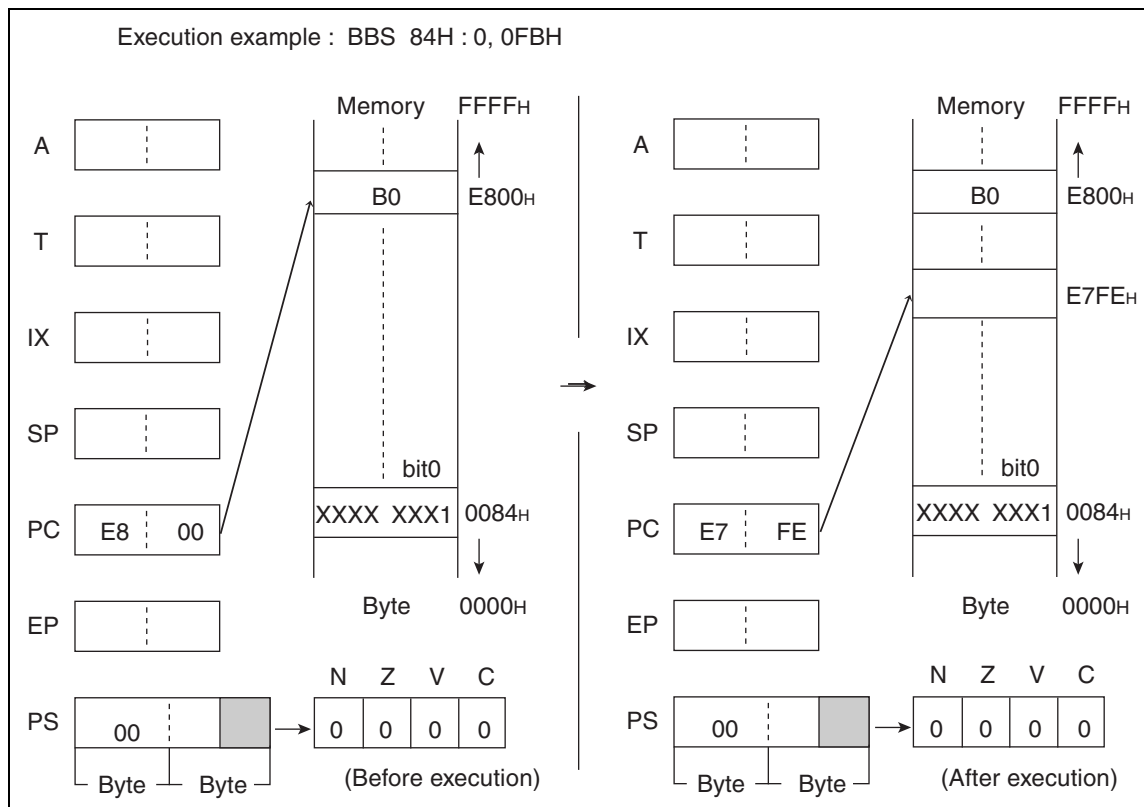 Execution example : BBS 84H : 0, 0FBH
Memory FFFFH
A
B0 E800H
T
IX
SP
bit0
PC E8 00 XXXX XXX1 0084H
Byte 0000H
EP
N Z V C
PS 00 0 0 0 0
Byte Byte (Before execution)
Memory FFFFH
A
B0 E800H
T
E7FEH
IX
SP
bit0
PC E7 FE XXXX XXX1 0084H
Byte 0000H
EP
N Z V C
PS 00 0 0 0 0
Byte Byte (After execution)